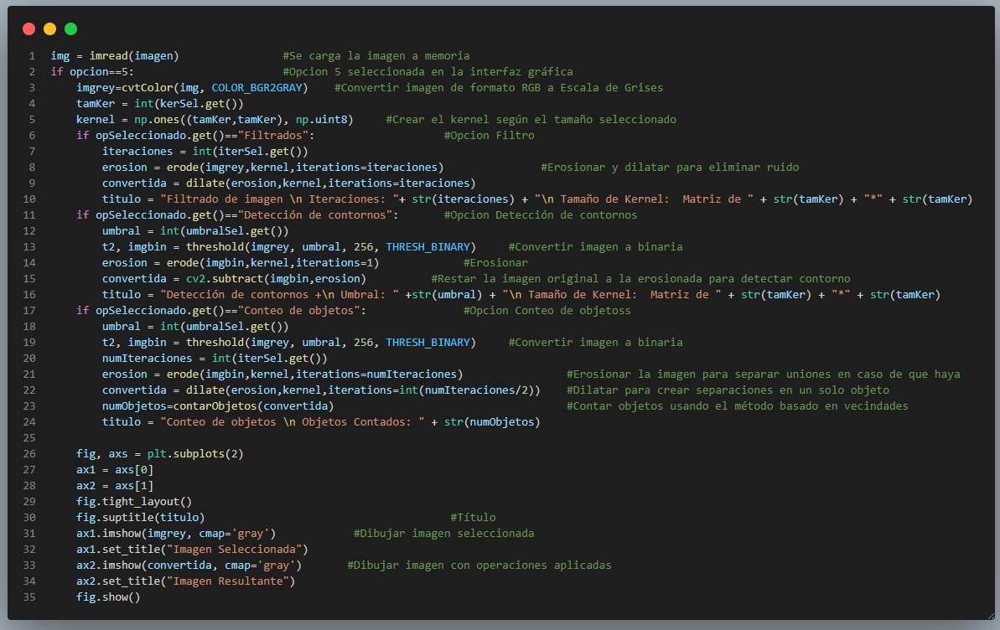 1 img = imread(imagen) #Se carga la imagen a memoria
2 if opcion==5: #Opcion 5 seleccionada en la interfaz gráfica
3 imgrey=cvtColor(img, COLOR_BGR2GRAY) #Convertir imagen de formato RGB a Escala de Grises
4 tamKer = int(kerSel.get())
5 kernel = np.ones((tamKer,tamKer), np.uint8) #Crear el kernel según el tamaño seleccionado
6 if opSeleccionado.get()=="Filtrados": #Opcion Filtro
7 iteraciones = int(iterSel.get())
8 erosion = erode(imgrey,kernel,iterations=iteraciones) #Erosionar y dilatar para eliminar ruido
9 convertida = dilate(erosion,kernel,iterations=iteraciones)
10 titulo = "Filtrado de imagen \n Iteraciones: "+ str(iteraciones) + "\n Tamaño de Kernel:  Matriz de " + str(tamKer) + "*" + str(tamKer)
11 if opSeleccionado.get()=="Detección de contornos": #Opcion Detección de contornos
12 umbral = int(umbralSel.get())
13 t2, imgbin = threshold(imgrey, umbral, 256, THRESH_BINARY) #Convertir imagen a binaria
14 erosion = erode(imgbin,kernel,iterations=1) #Erosionar
15 convertida = cv2.subtract(imgbin,erosion) #Restar la imagen original a la erosionada para detectar contorno
16 titulo = "Detección de contornos +\n Umbral: " +str(umbral) + "\n Tamaño de Kernel:  Matriz de " + str(tamKer) + "*" + str(tamKer)
17 if opSeleccionado.get()=="Conteo de objetos": #Opcion Conteo de objetoss
18 umbral = int(umbralSel.get())
19 t2, imgbin = threshold(imgrey, umbral, 256, THRESH_BINARY) #Convertir imagen a binaria
20 numIteraciones = int(iterSel.get())
21 erosion = erode(imgbin,kernel,iterations=numIteraciones) #Erosionar la imagen para separar uniones en caso de que haya
22 convertida = dilate(erosion,kernel,iterations=int(numIteraciones/2)) #Dilatar para crear separaciones en un solo objeto
23 numObjetos=contarObjetos(convertida) #Contar objetos usando el método basado en vecindades
24 titulo = "Conteo de objetos \n Objetos Contados: " + str(numObjetos)
25
26 fig, axs = plt.subplots(2)
27 ax1 = axs[0]
28 ax2 = axs[1]
29 fig.tight_layout()
30 fig.suptitle(titulo) #Título
31 ax1.imshow(imgrey, cmap='gray') #Dibujar imagen seleccionada
32 ax1.set_title("Imagen Seleccionada")
33 ax2.imshow(convertida, cmap='gray') #Dibujar imagen con operaciones aplicadas
34 ax2.set_title("Imagen Resultante")
35 fig.show()